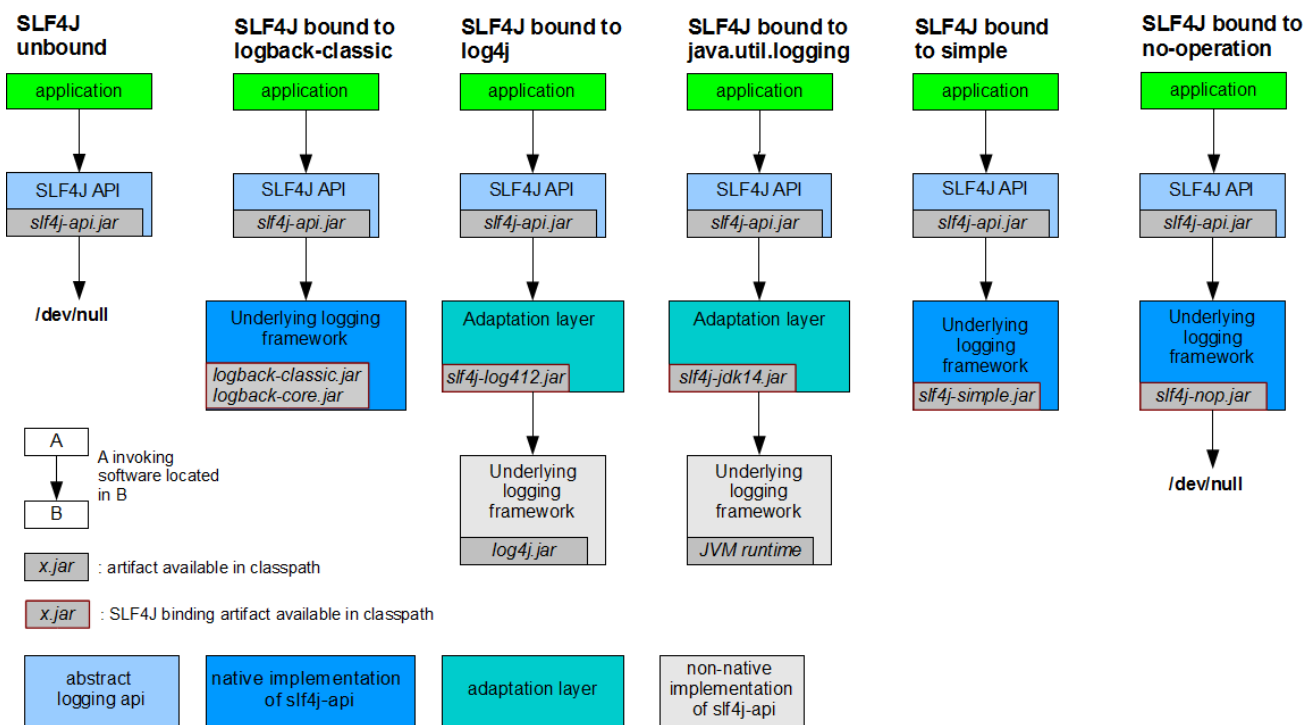 SLF4J
unbound
SLF4J bound to
logback-classic
SLF4J bound to
log4j
SLF4J bound to
java.util.logging
SLF4J bound
to simple
SLF4J bound to
no-operation
application
application
application
application
application
application
SLF4J API
slf4j-api.jar
SLF4J API
slf4j-api.jar
SLF4J API
slf4j-api.jar
SLF4J API
slf4j-api.jar
SLF4J API
slf4j-api.jar
SLF4J API
slf4j-api.jar
/dev/null
Underlying logging
framework
logback-classic.jar
logback-core.jar
Adaptation layer
slf4j-log412.jar
Adaptation layer
slf4j-jdk14.jar
Underlying
logging
framework
slf4j-simple.jar
Underlying
logging
framework
slf4j-nop.jar
Underlying
logging
framework
log4j.jar
Underlying
logging
framework
JVM runtime
/dev/null
A
B
A invoking
software located
in B
x.jar : artifact available in classpath
x.jar : SLF4J binding artifact available in classpath
abstract
logging api
native implementation
of slf4j-api
adaptation layer
non-native
implementation
of slf4j-api